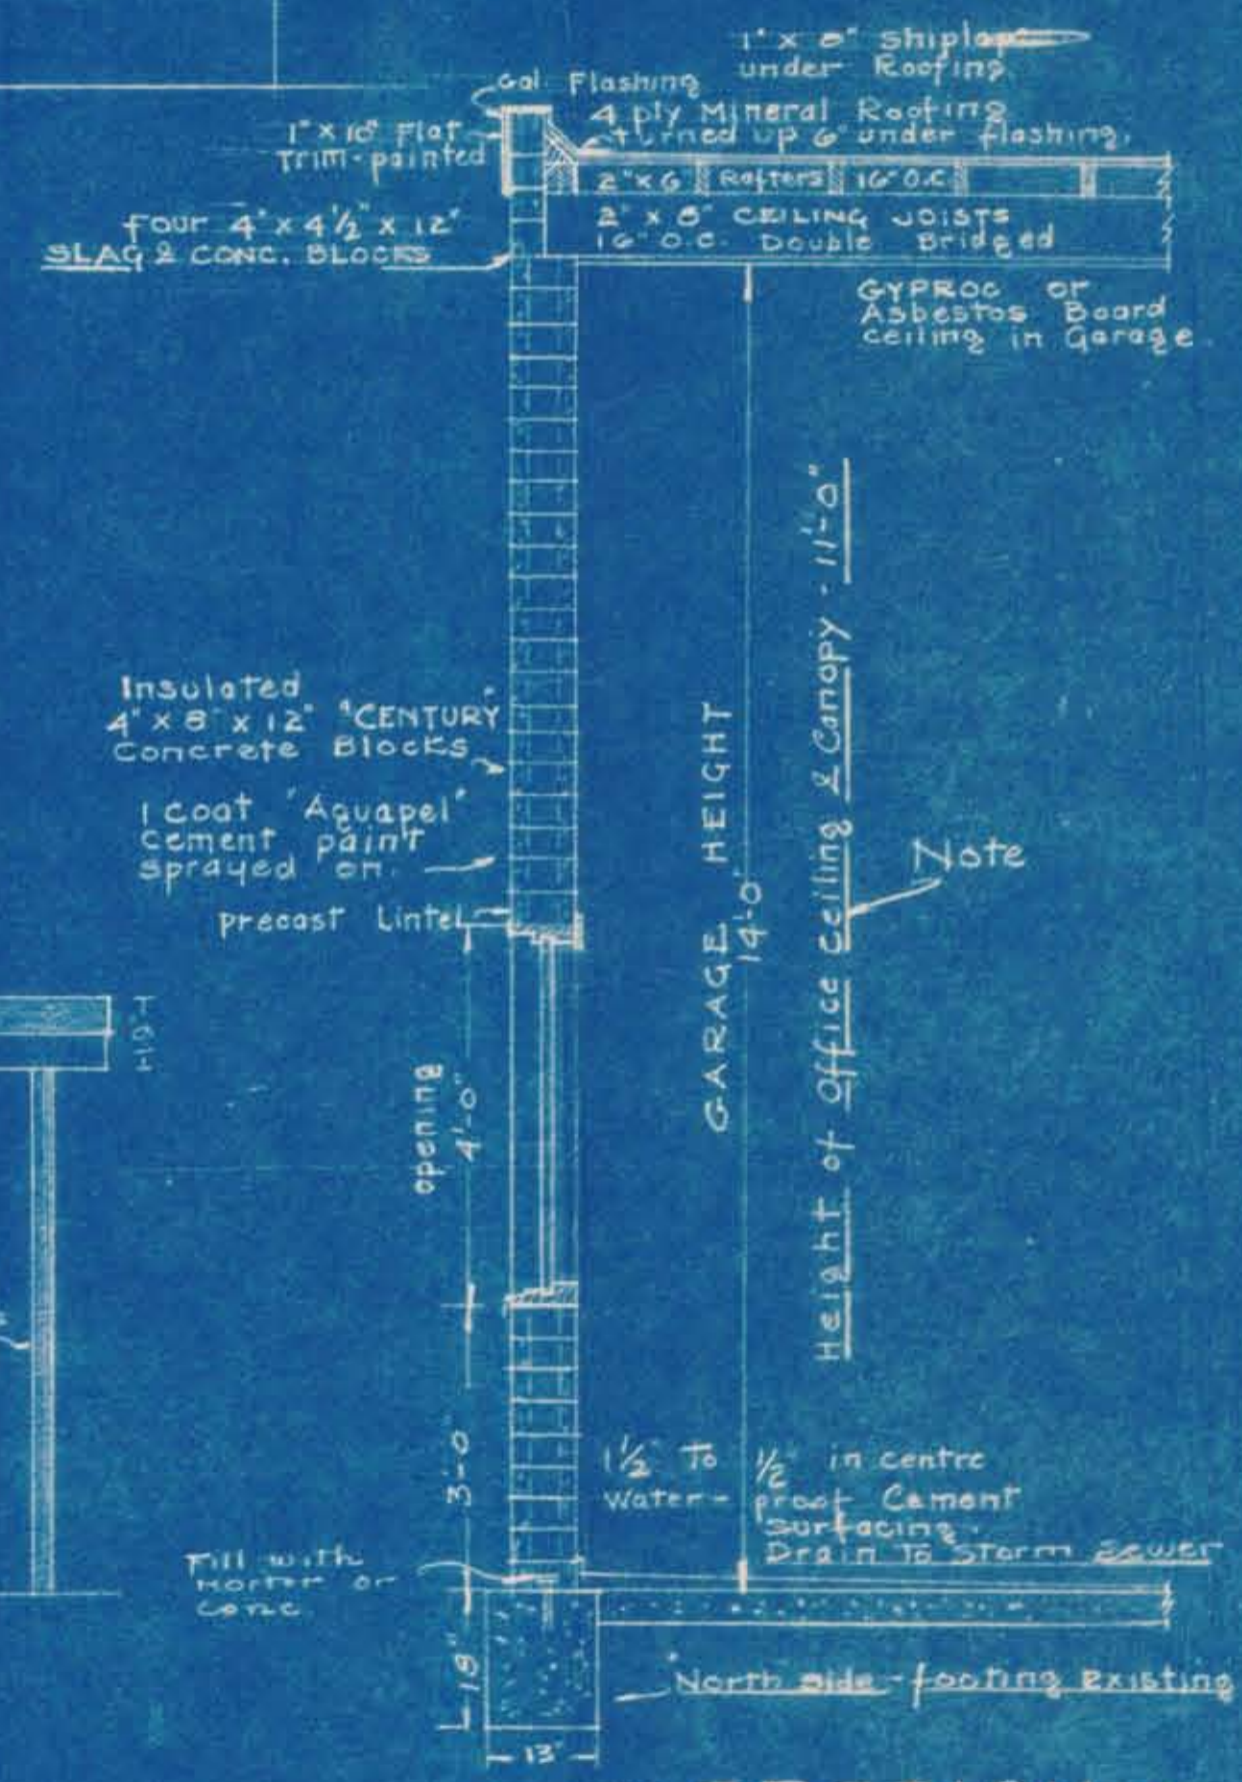 1" x 8" Shiplap
under Roofing.
Gal. Flashing
4 ply Mineral Roofing
turned up 6" under flashing.
1" x 10" Flat
Trim-painted
2" x 6 Rafters 16" O.C
four 4" x 4½" x 12"
SLAG & CONC. BLOCKS
2" x 8" CEILING JOISTS
16" O.C. Double Bridged
GYPROC or
Asbestos Board
ceiling in Garage
Insulated
4" x 8" x 12" "CENTURY"
Concrete Blocks
1 coat "Aquapel"
Cement paint
sprayed on.
precast Lintel
GARAGE HEIGHT
14'-0"
Height of Office Ceiling & Canopy - 11'-0"
Note
opening
4'-0"
3'-0"
1½" To ½" in centre
Water-proof Cement
surfacing.
Drain To Storm Sewer
Fill with
Morter or
conc.
18"
13"
North side - footing Existing